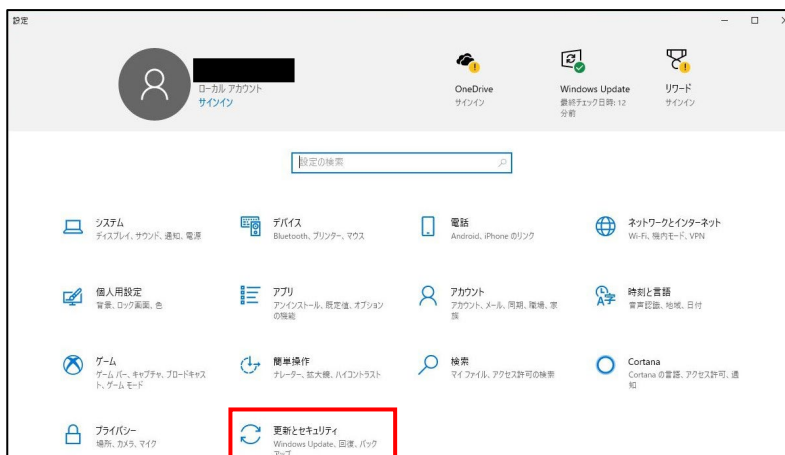 設定
ローカル アカウント
サインイン
OneDrive
サインイン
Windows Update
最終チェック日時: 12
分前
リワード
サインイン
設定の検索
システム
ディスプレイ、サウンド、通知、電源
デバイス
Bluetooth、プリンター、マウス
電話
Android、iPhone のリンク
ネットワークとインターネット
Wi-Fi、機内モード、VPN
個人用設定
背景、ロック画面、色
アプリ
アンインストール、既定値、オプション
の機能
アカウント
アカウント、メール、同期、職場、家
族
時刻と言語
音声認識、地域、日付
ゲーム
ゲーム バー、キャプチャ、ブロードキャス
ト、ゲーム モード
簡単操作
ナレーター、拡大鏡、ハイコントラスト
検索
マイ ファイル、アクセス許可の検索
Cortana
Cortana の言語、アクセス許可、通
知
プライバシー
場所、カメラ、マイク
更新とセキュリティ
Windows Update、回復、バック
アップ